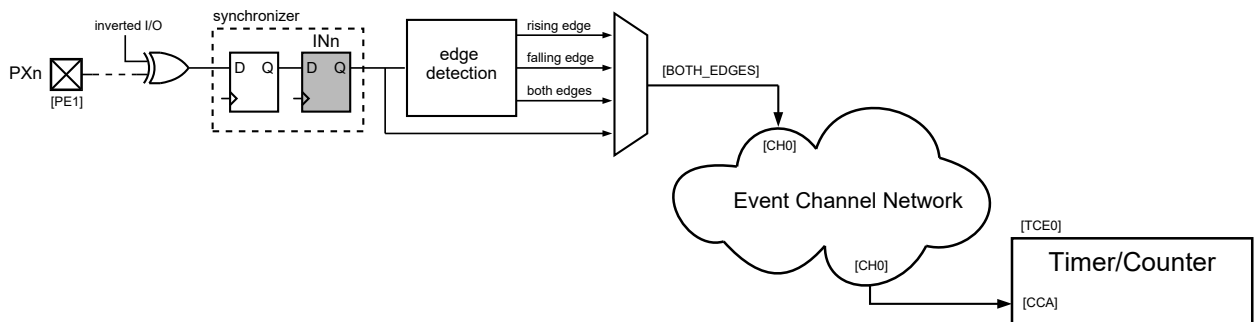 inverted I/O
synchronizer
PXn
[PE1]
D Q
INn
D Q
edge
detection
rising edge
falling edge
both edges
[BOTH_EDGES]
[CH0]
Event Channel Network
[CH0]
[TCE0]
Timer/Counter
[CCA]